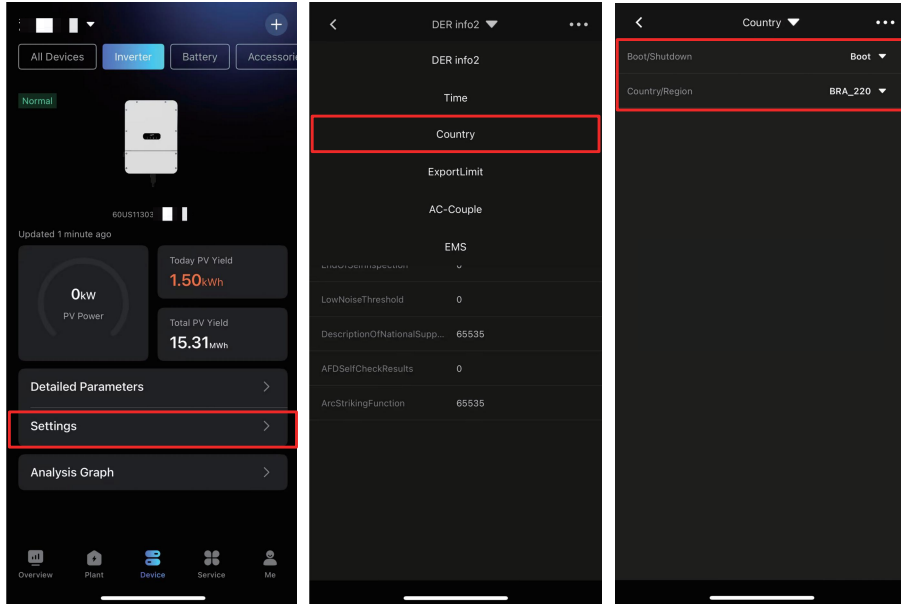 All Devices
Inverter
Battery
Normal
60US11303
Updated 1 minute ago
0kW
PV Power
Today PV Yield
1.50kWh
Total PV Yield
15.31MWh
Detailed Parameters
Settings
Analysis Graph
Overview
Plant
Device
Service
Me
DER info2
DER info2
Time
Country
ExportLimit
AC-Couple
EMS
LowNoiseThreshold 0
DescriptionOfNationalSupp... 65535
AFDSelfCheckResults 0
ArcStrikingFunction 65535
Country
Boot/Shutdown Boot
Country/Region BRA_220